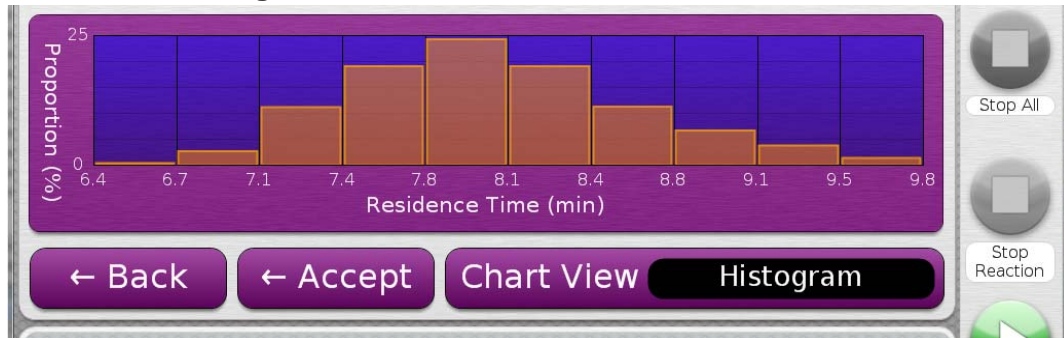 25
Proportion (%)
0
6.4 6.7 7.1 7.4 7.8 8.1 8.4 8.8 9.1 9.5 9.8
Residence Time (min)
← Back
← Accept
Chart View Histogram
Stop All
Stop
Reaction